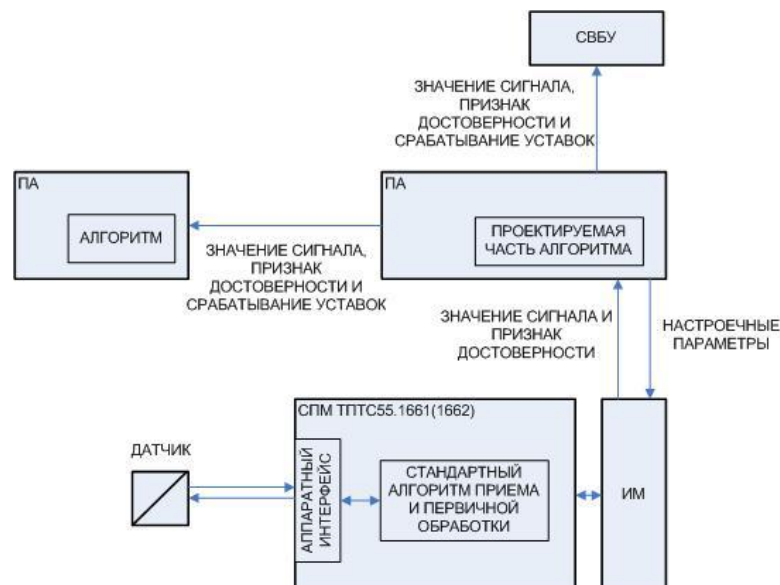 СВБУ
ЗНАЧЕНИЕ СИГНАЛА,
ПРИЗНАК
ДОСТОВЕРНОСТИ И
СРАБАТЫВАНИЕ УСТАВОК
ПА
АЛГОРИТМ
ЗНАЧЕНИЕ СИГНАЛА,
ПРИЗНАК
ДОСТОВЕРНОСТИ И
СРАБАТЫВАНИЕ УСТАВОК
ПА
ПРОЕКТИРУЕМАЯ
ЧАСТЬ АЛГОРИТМА
ЗНАЧЕНИЕ СИГНАЛА И
ПРИЗНАК
ДОСТОВЕРНОСТИ
НАСТРОЕЧНЫЕ
ПАРАМЕТРЫ
ДАТЧИК
СПМ ТПТС55.1661(1662)
АППАРАТНЫЙ
ИНТЕРФЕЙС
СТАНДАРТНЫЙ
АЛГОРИТМ ПРИЕМА
И ПЕРВИЧНОЙ
ОБРАБОТКИ
ИМ